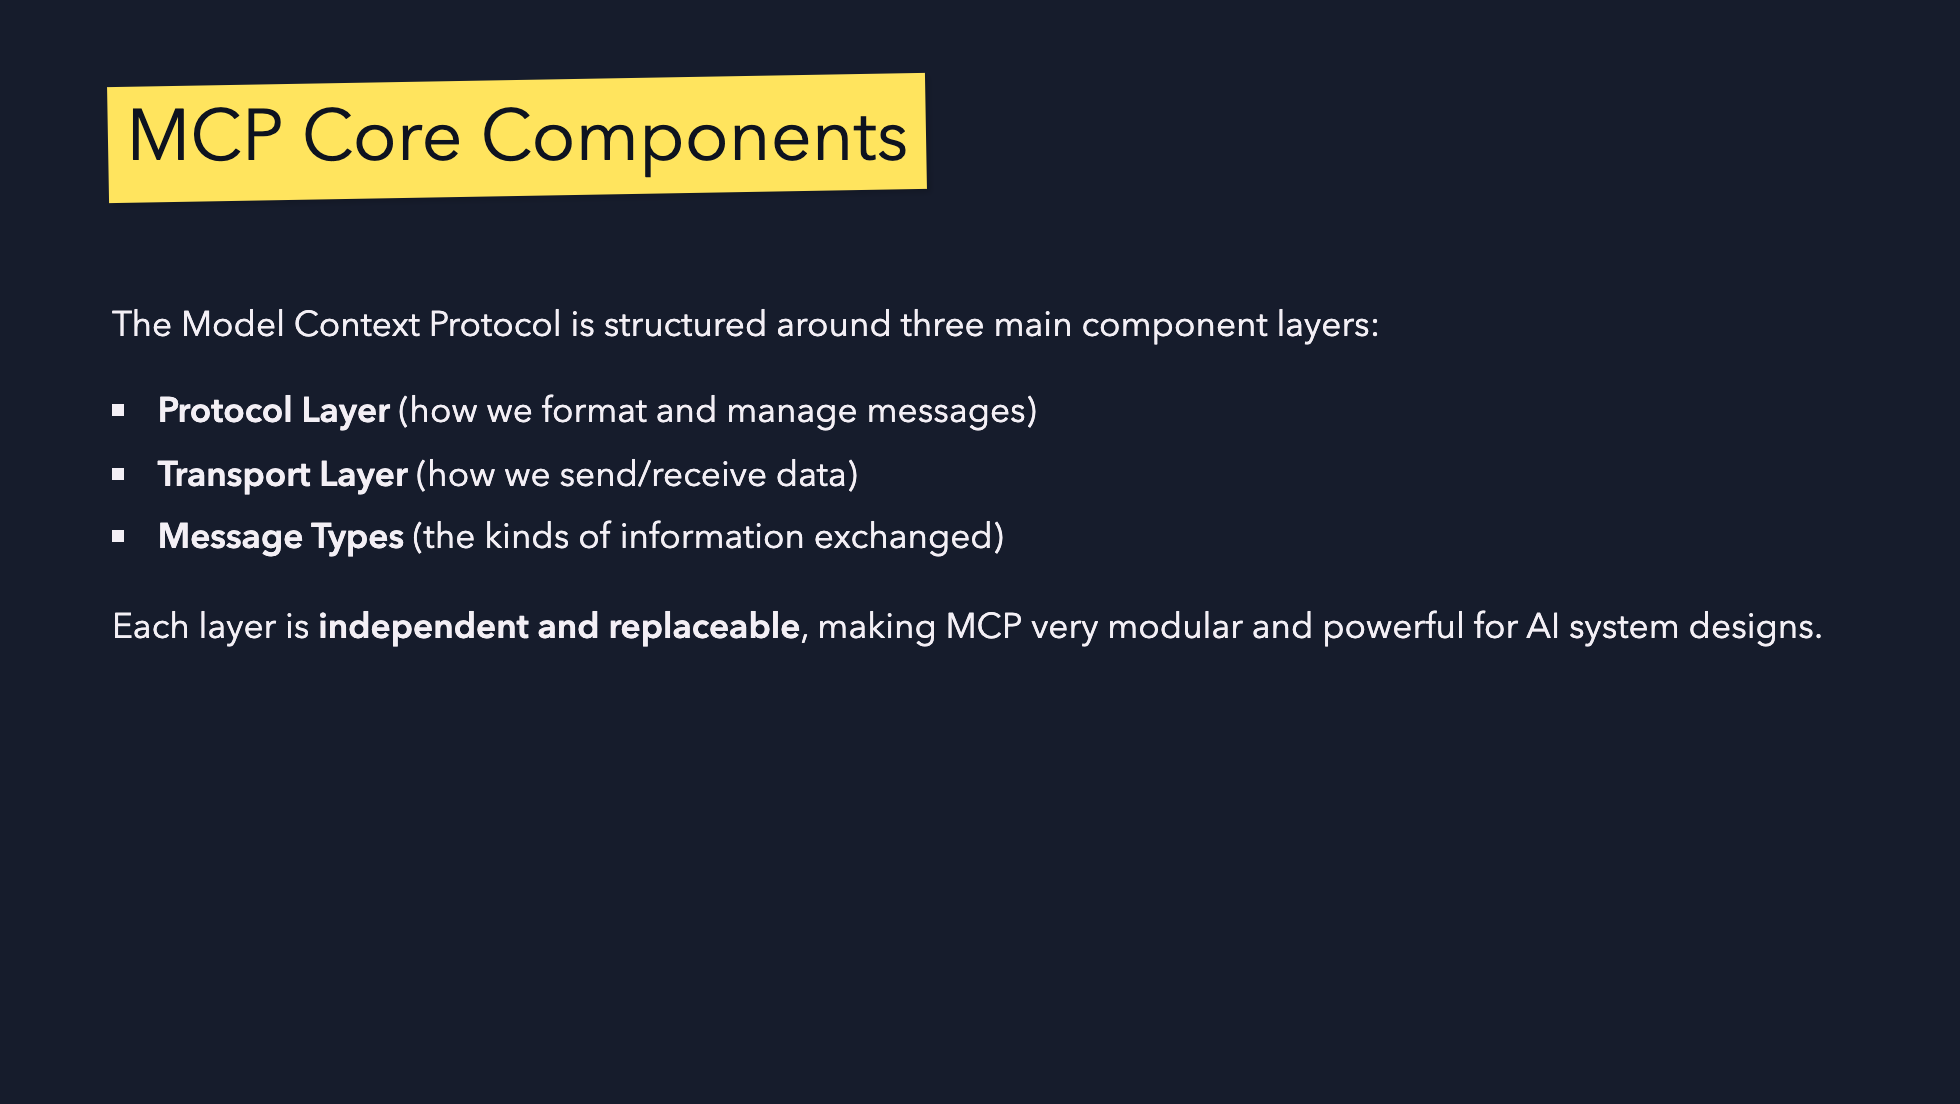 MCP Core Components
The Model Context Protocol is structured around three main component layers:
▪ Protocol Layer (how we format and manage messages)
▪ Transport Layer (how we send/receive data)
▪ Message Types (the kinds of information exchanged)
Each layer is independent and replaceable, making MCP very modular and powerful for AI system designs.